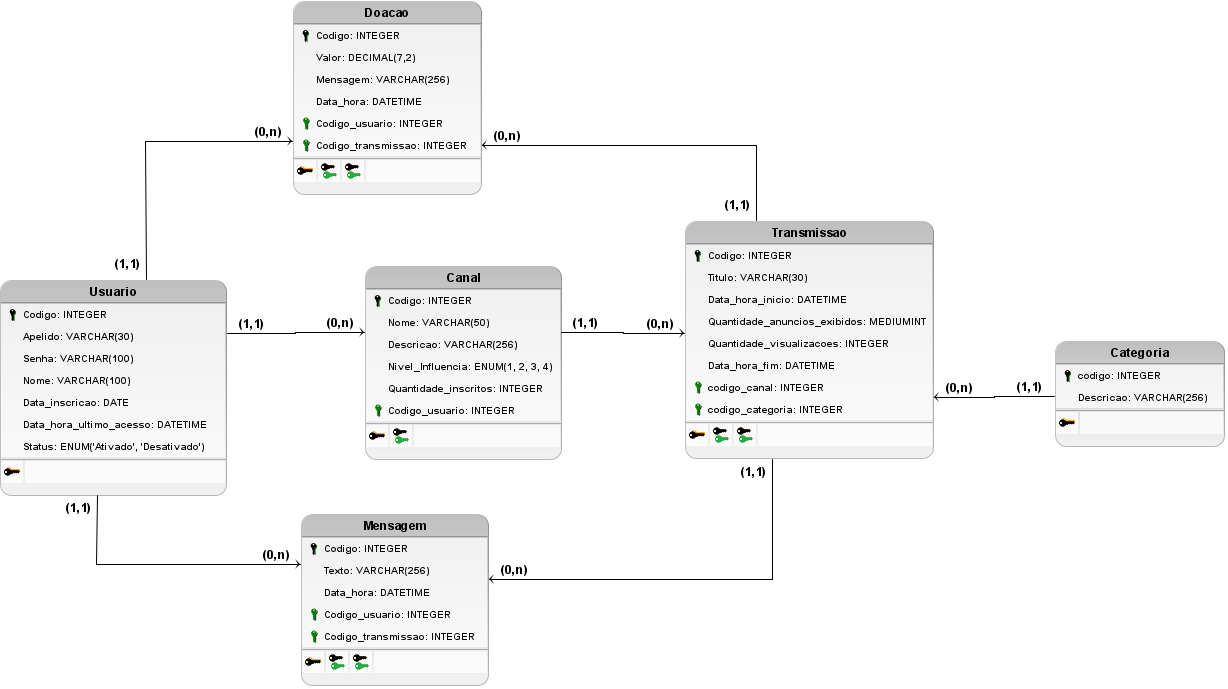 Doacao
Codigo: INTEGER
Valor: DECIMAL(7,2)
Mensagem: VARCHAR(256)
Data_hora: DATETIME
Codigo_usuario: INTEGER
Codigo_transmissao: INTEGER
(0,n)
(0,n)
(1,1)
(1,1)
Usuario
Codigo: INTEGER
Apelido: VARCHAR(30)
Senha: VARCHAR(100)
Nome: VARCHAR(100)
Data_inscricao: DATE
Data_hora_ultimo_acesso: DATETIME
Status: ENUM('Ativado', 'Desativado')
(1,1)
(0,n)
Canal
Codigo: INTEGER
Nome: VARCHAR(50)
Descricao: VARCHAR(256)
Nivel_Influencia: ENUM(1, 2, 3, 4)
Quantidade_inscritos: INTEGER
Codigo_usuario: INTEGER
(1,1)
(0,n)
Transmissao
Codigo: INTEGER
Titulo: VARCHAR(30)
Data_hora_inicio: DATETIME
Quantidade_anuncios_exibidos: MEDIUMINT
Quantidade_visualizacoes: INTEGER
Data_hora_fim: DATETIME
codigo_canal: INTEGER
codigo_categoria: INTEGER
(0,n)
(1,1)
Categoria
codigo: INTEGER
Descricao: VARCHAR(256)
(1,1)
(1,1)
(0,n)
(0,n)
Mensagem
Codigo: INTEGER
Texto: VARCHAR(256)
Data_hora: DATETIME
Codigo_usuario: INTEGER
Codigo_transmissao: INTEGER